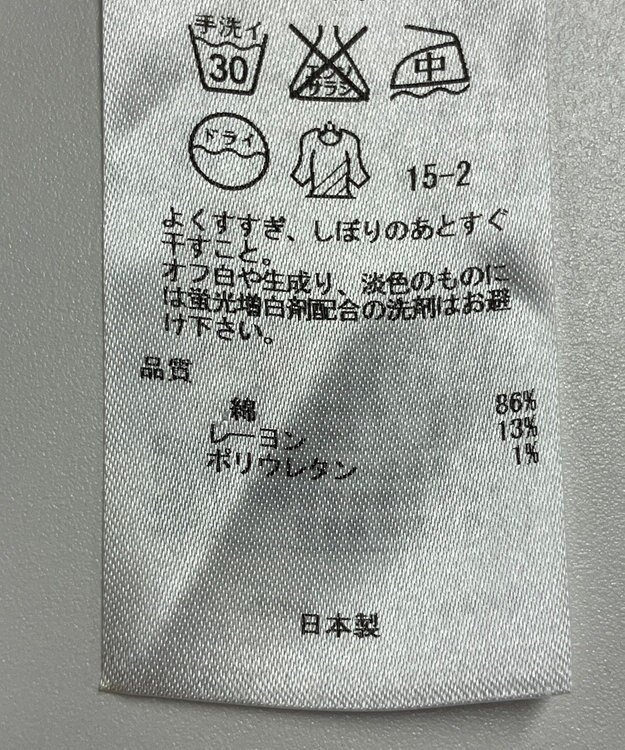 手洗イ
30
エンソ
サラシ
中
ドライ
15-2
よくすすぎ、しぼりのあとすぐ
干すこと。
オフ白や生成り、淡色のものに
は蛍光増白剤配合の洗剤はお避
け下さい。
品質
綿 86%
レーヨン 13%
ポリウレタン 1%
日本製